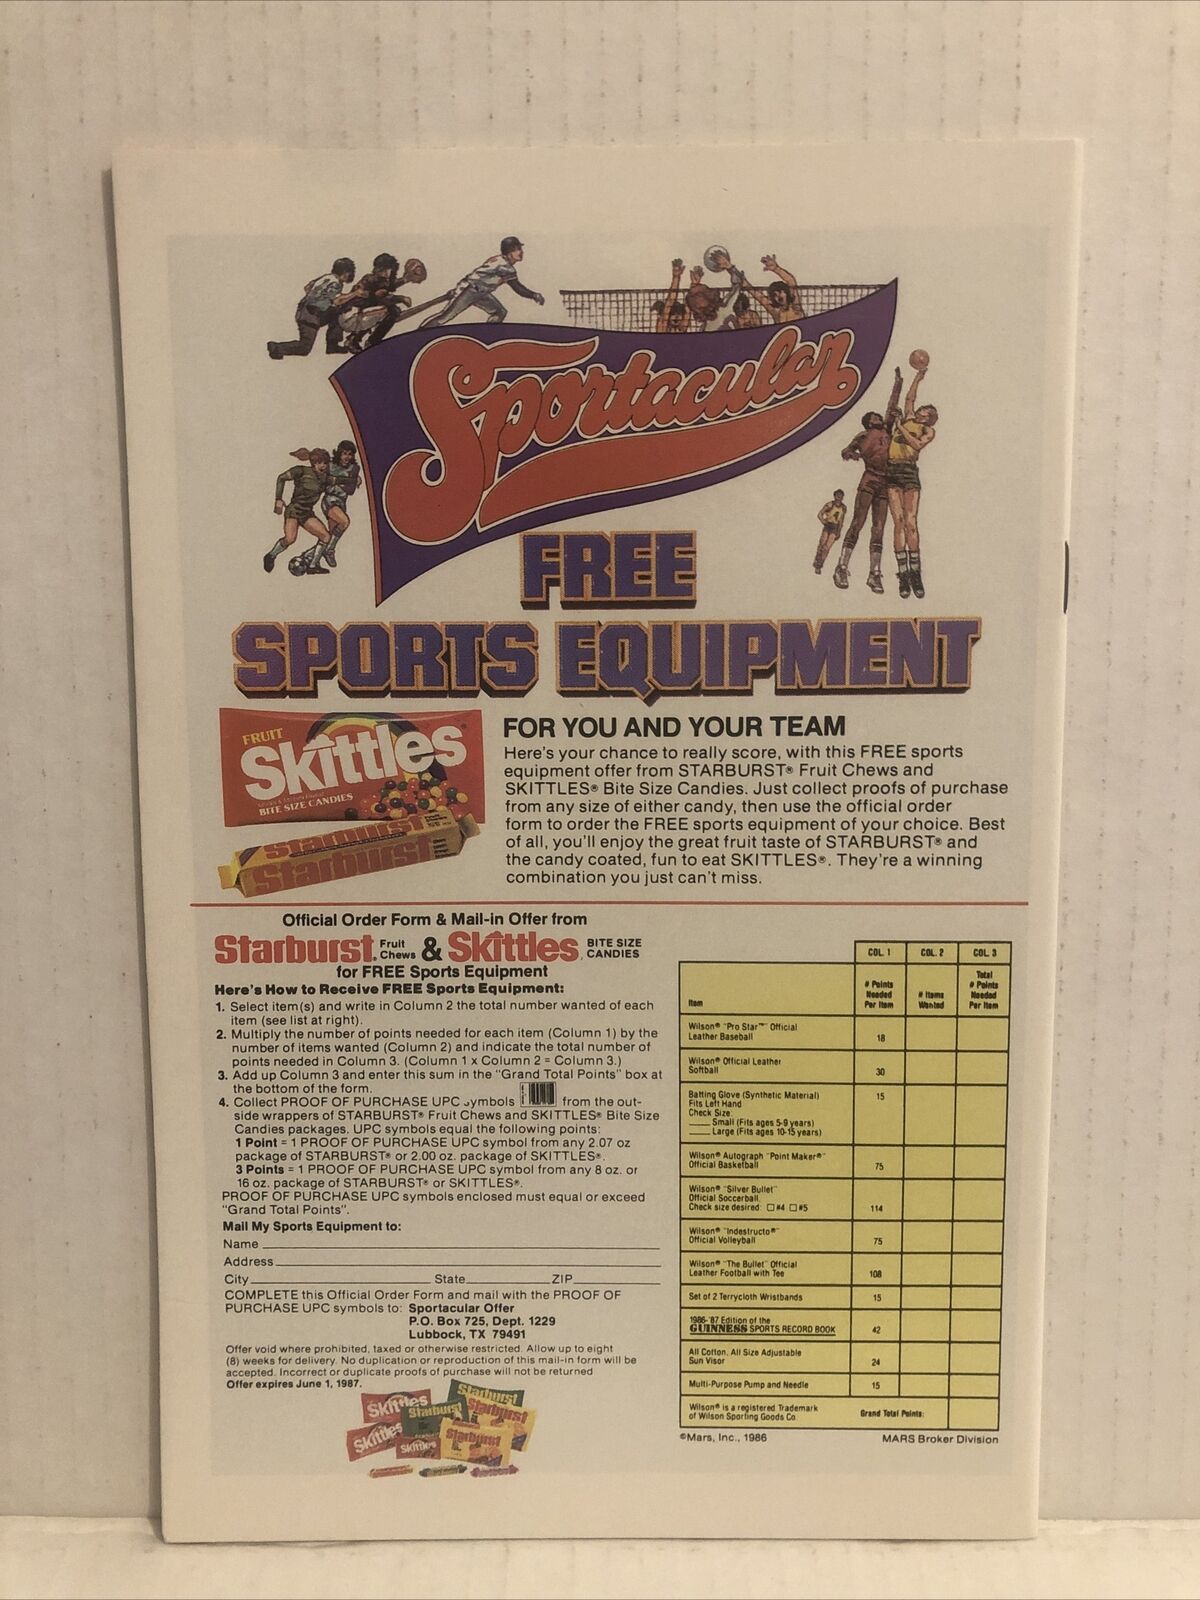 Sportacular
FREE
SPORTS EQUIPMENT
FRUIT
Skittles
BITE SIZE CANDIES
Starburst
Starburst
FOR YOU AND YOUR TEAM
Here's your chance to really score, with this FREE sports
equipment offer from STARBURST® Fruit Chews and
SKITTLES® Bite Size Candies. Just collect proofs of purchase
from any size of either candy, then use the official order
form to order the FREE sports equipment of your choice. Best
of all, you'll enjoy the great fruit taste of STARBURST® and
the candy coated, fun to eat SKITTLES®. They're a winning
combination you just can't miss.
Official Order Form & Mail-in Offer from
Starburst® Fruit Chews & Skittles® BITE SIZE CANDIES
for FREE Sports Equipment
Here's How to Receive FREE Sports Equipment:
1. Select item(s) and write in Column 2 the total number wanted of each
item (see list at right).
2. Multiply the number of points needed for each item (Column 1) by the
number of items wanted (Column 2) and indicate the total number of
points needed in Column 3. (Column 1 x Column 2 = Column 3.)
3. Add up Column 3 and enter this sum in the "Grand Total Points" box at
the bottom of the form.
4. Collect PROOF OF PURCHASE UPC symbols from the out-
side wrappers of STARBURST® Fruit Chews and SKITTLES® Bite Size
Candies packages. UPC symbols equal the following points:
1 Point = 1 PROOF OF PURCHASE UPC symbol from any 2.07 oz
package of STARBURST® or 2.00 oz. package of SKITTLES®.
3 Points = 1 PROOF OF PURCHASE UPC symbol from any 8 oz. or
16 oz. package of STARBURST® or SKITTLES®.
PROOF OF PURCHASE UPC symbols enclosed must equal or exceed
"Grand Total Points".
Mail My Sports Equipment to:
Name
Address
City State ZIP
COMPLETE this Official Order Form and mail with the PROOF OF
PURCHASE UPC symbols to: Sportacular Offer
P.O. Box 725, Dept. 1229
Lubbock, TX 79491
Offer void where prohibited, taxed or otherwise restricted. Allow up to eight
(8) weeks for delivery. No duplication or reproduction of this mail-in form will be
accepted. Incorrect or duplicate proofs of purchase will not be returned
Offer expires June 1, 1987.
Skittles
Starburst
Starburst
Starburst
Skittles
Skittles
Starburst
COL. 1 COL. 2 COL. 3
Item
# Points
Needed
Per Item
# Items
Wanted
Total
# Points
Needed
Per Item
Wilson® "Pro Star™" Official
Leather Baseball 18
Wilson® Official Leather
Softball 30
Batting Glove (Synthetic Material) 15
Fits Left Hand
Check Size:
Small (Fits ages 5-9 years)
Large (Fits ages 10-15 years)
Wilson® Autograph "Point Maker®"
Official Basketball 75
Wilson® "Silver Bullet"
Official Soccerball.
Check size desired: ☐ #4 ☐ #5 114
Wilson® "Indestructo®"
Official Volleyball 75
Wilson® "The Bullet" Official
Leather Football with Tee 108
Set of 2 Terrycloth Wristbands 15
1986-'87 Edition of the
GUINNESS SPORTS RECORD BOOK 42
All Cotton, All Size Adjustable
Sun Visor 24
Multi-Purpose Pump and Needle 15
Wilson® is a registered Trademark
of Wilson Sporting Goods Co.
Grand Total Points:
©Mars, Inc., 1986 MARS Broker Division